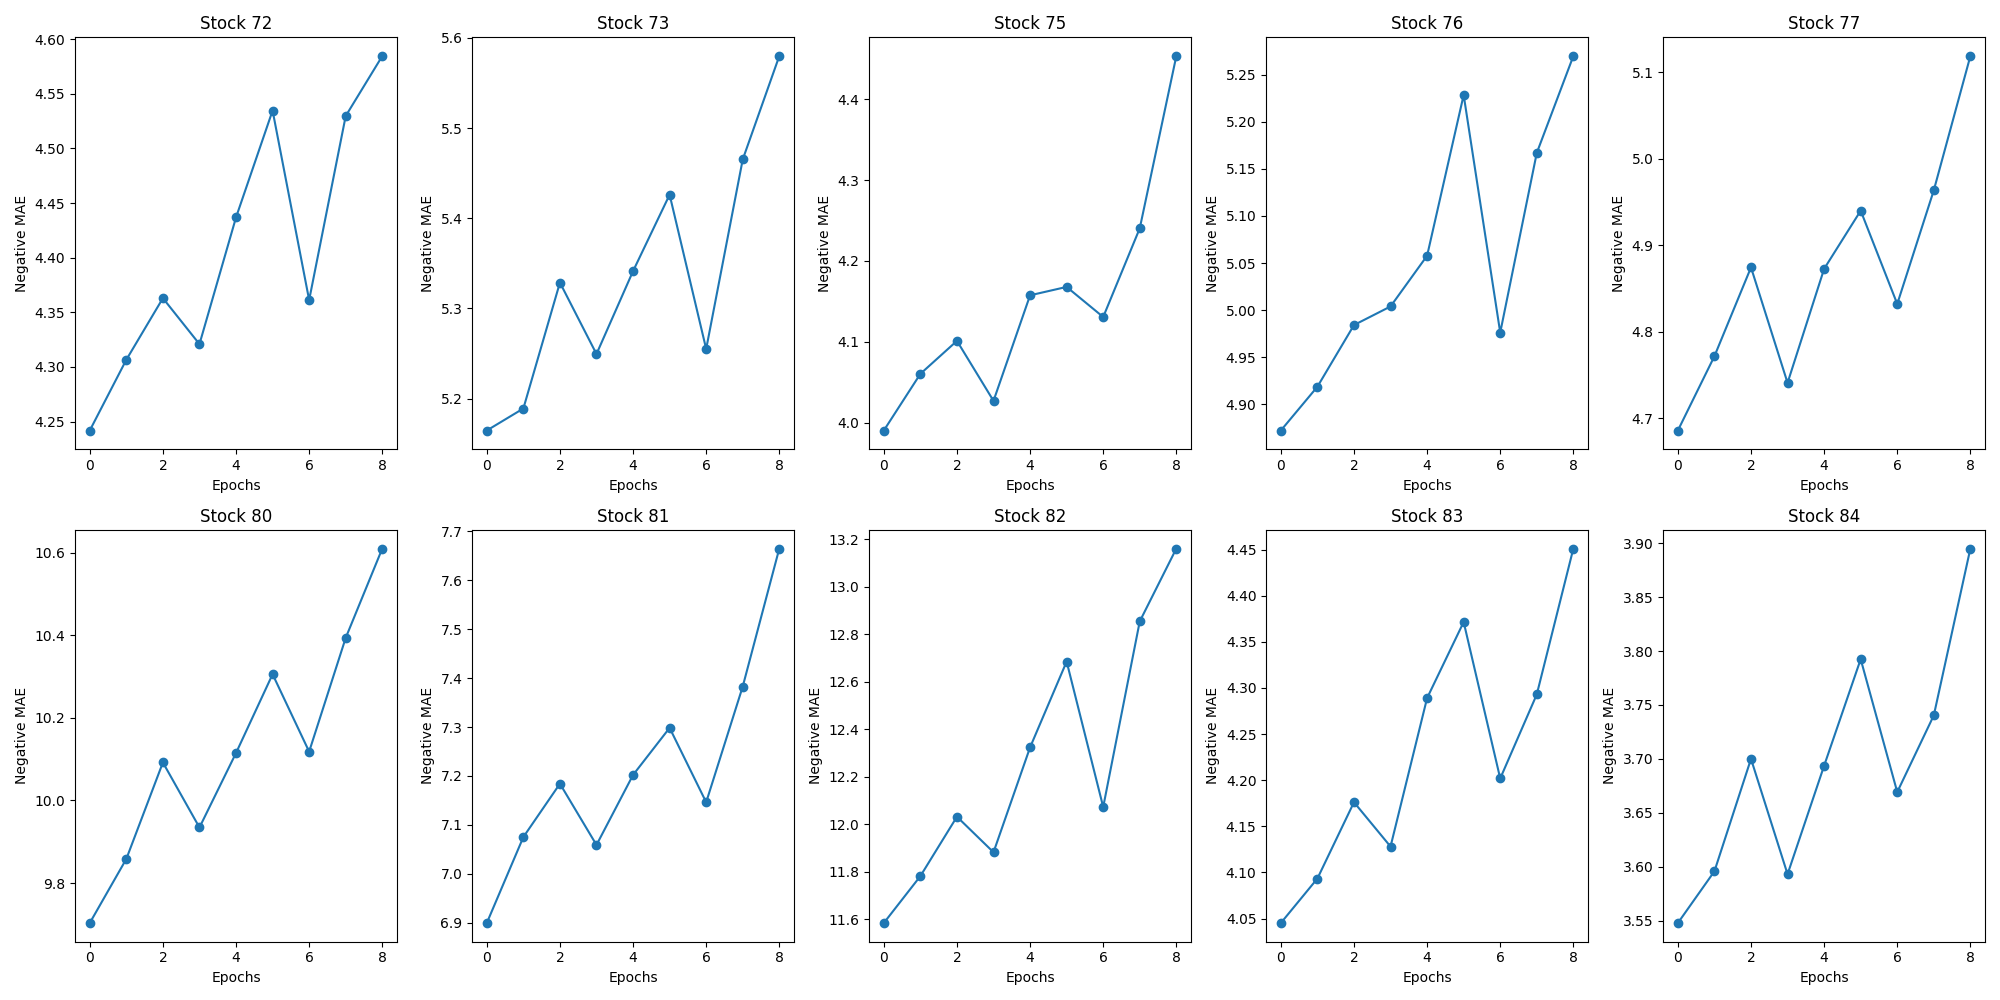 Stock 72
4.60
4.55
4.50
4.45
4.40
4.35
4.30
4.25
Negative MAE
0 2 4 6 8
Epochs
Stock 73
5.6
5.5
5.4
5.3
5.2
Negative MAE
0 2 4 6 8
Epochs
Stock 75
4.4
4.3
4.2
4.1
4.0
Negative MAE
0 2 4 6 8
Epochs
Stock 76
5.25
5.20
5.15
5.10
5.05
5.00
4.95
4.90
Negative MAE
0 2 4 6 8
Epochs
Stock 77
5.1
5.0
4.9
4.8
4.7
Negative MAE
0 2 4 6 8
Epochs
Stock 80
10.6
10.4
10.2
10.0
9.8
Negative MAE
0 2 4 6 8
Epochs
Stock 81
7.7
7.6
7.5
7.4
7.3
7.2
7.1
7.0
6.9
Negative MAE
0 2 4 6 8
Epochs
Stock 82
13.2
13.0
12.8
12.6
12.4
12.2
12.0
11.8
11.6
Negative MAE
0 2 4 6 8
Epochs
Stock 83
4.45
4.40
4.35
4.30
4.25
4.20
4.15
4.10
4.05
Negative MAE
0 2 4 6 8
Epochs
Stock 84
3.90
3.85
3.80
3.75
3.70
3.65
3.60
3.55
Negative MAE
0 2 4 6 8
Epochs